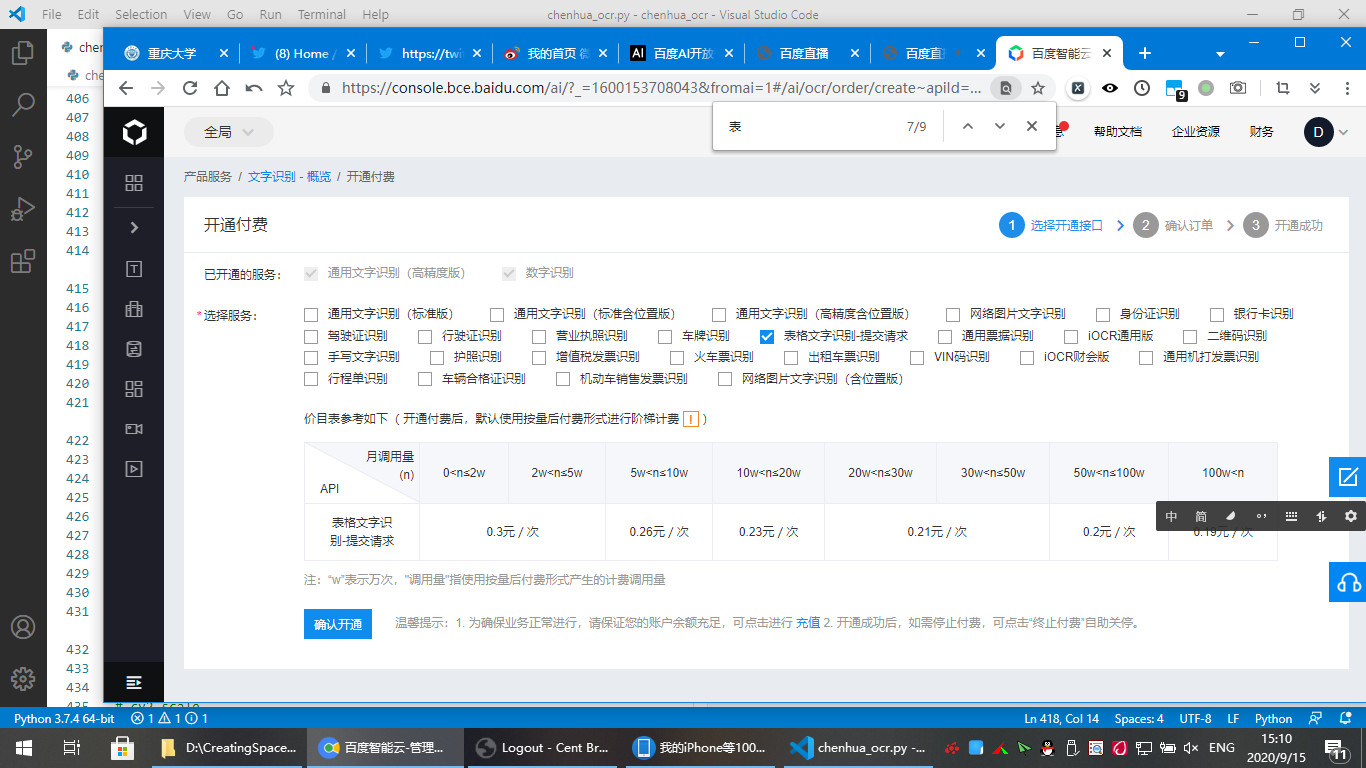 File Edit Selection View Go Run Terminal Help chenhua_ocr.py - chenhua_ocr - Visual Studio Code
重庆大学 (8) Home / https://twi 我的首页 微 百度AI开放 百度直播 百度直 百度智能云
https://console.bce.baidu.com/ai/?_=1600153708043&fromai=1#/ai/ocr/order/create~apiId=... 9
表 7/9
全局 帮助文档 企业资源 财务 D
产品服务 / 文字识别 - 概览 / 开通付费
开通付费 1 选择开通接口 2 确认订单 3 开通成功
已开通的服务: 通用文字识别（高精度版） 数字识别
*选择服务: 通用文字识别（标准版） 通用文字识别（标准含位置版） 通用文字识别（高精度含位置版） 网络图片文字识别 身份证识别 银行卡识别
驾驶证识别 行驶证识别 营业执照识别 车牌识别 表格文字识别-提交请求 通用票据识别 iOCR通用版 二维码识别
手写文字识别 护照识别 增值税发票识别 火车票识别 出租车票识别 VIN码识别 iOCR财会版 通用机打发票识别
行程单识别 车辆合格证识别 机动车销售发票识别 网络图片文字识别（含位置版）
价目表参考如下（ 开通付费后，默认使用按量后付费形式进行阶梯计费 ! ）
月调用量
(n)
API
0<n≤2w 2w<n≤5w 5w<n≤10w 10w<n≤20w 20w<n≤30w 30w<n≤50w 50w<n≤100w 100w<n
表格文字识
别-提交请求
0.3元 / 次 0.26元 / 次 0.23元 / 次 0.21元 / 次 0.2元 / 次 0.19元 / 次
中 简
注：“w”表示万次，“调用量”指使用按量后付费形式产生的计费调用量
确认开通 温馨提示：1. 为确保业务正常进行，请保证您的账户余额充足，可点击进行 充值 2. 开通成功后，如需停止付费，可点击“终止付费”自助关停。
chen
che
406
407
408
409
410
411
412
413
414
415
416
417
418
419
420
421
422
423
424
425
426
427
428
429
430
431
432
433
434
Python 3.7.4 64-bit 1 1 1 Ln 418, Col 14 Spaces: 4 UTF-8 LF Python
D:\CreatingSpace... 百度智能云-管理... Logout - Cent Br... 我的iPhone等100... chenhua_ocr.py -... ENG 15:10
2020/9/15 11